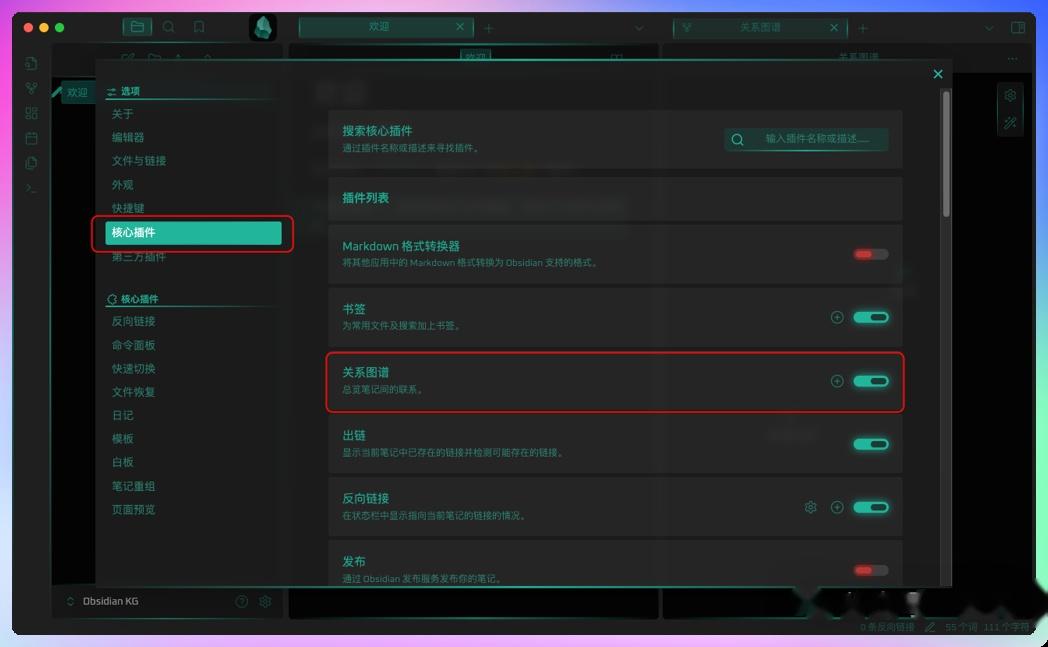 欢迎
关系图谱
欢迎
关系图谱
欢迎
选项
关于
编辑器
文件与链接
外观
快捷键
核心插件
第三方插件
核心插件
反向链接
命令面板
快速切换
文件恢复
日记
模板
白板
笔记重组
页面预览
搜索核心插件
通过插件名称或描述来寻找插件。
输入插件名称或描述......
插件列表
Markdown 格式转换器
将其他应用中的 Markdown 格式转换为 Obsidian 支持的格式。
书签
为常用文件及搜索加上书签。
关系图谱
总览笔记间的联系。
出链
显示当前笔记中已存在的链接并检测可能存在的链接。
反向链接
在状态栏中显示指向当前笔记的链接的情况。
发布
通过 Obsidian 发布服务发布你的笔记。
Obsidian KG
0 条反向链接 55 个词 111 个字符